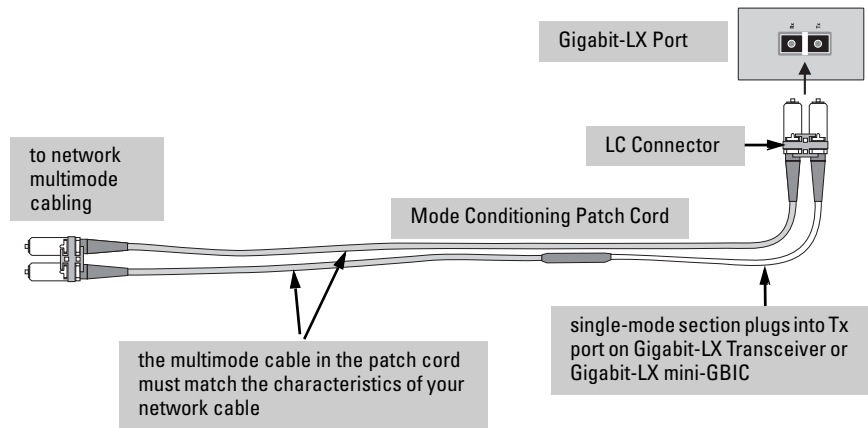 Gigabit-LX Port
LC Connector
to network
multimode
cabling
Mode Conditioning Patch Cord
the multimode cable in the patch cord
must match the characteristics of your
network cable
single-mode section plugs into Tx
port on Gigabit-LX Transceiver or
Gigabit-LX mini-GBIC